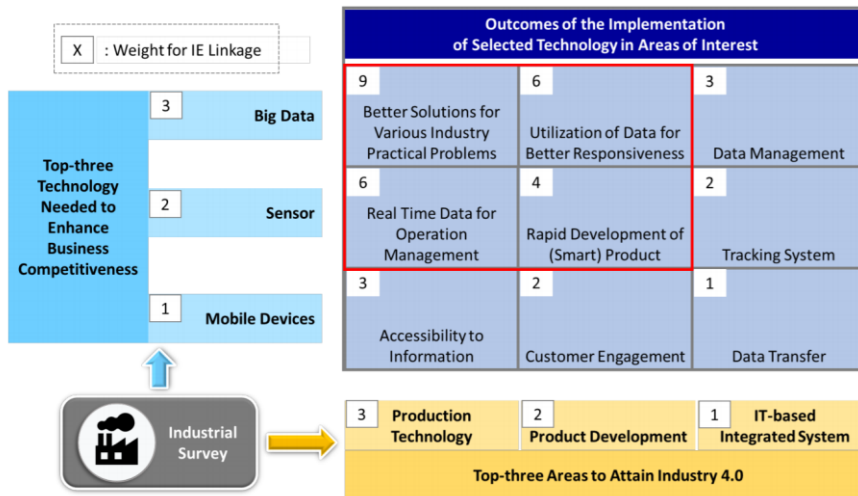 X : Weight for IE Linkage
Outcomes of the Implementation
of Selected Technology in Areas of Interest
Top-three
Technology
Needed to
Enhance
Business
Competitiveness
3
Big Data
2
Sensor
1
Mobile Devices
9
Better Solutions for
Various Industry
Practical Problems
6
Utilization of Data for
Better Responsiveness
3
Data Management
6
Real Time Data for
Operation
Management
4
Rapid Development of
(Smart) Product
2
Tracking System
3
Accessibility to
Information
2
Customer Engagement
1
Data Transfer
Industrial
Survey
3
Production
Technology
2
Product Development
1
IT-based
Integrated System
Top-three Areas to Attain Industry 4.0